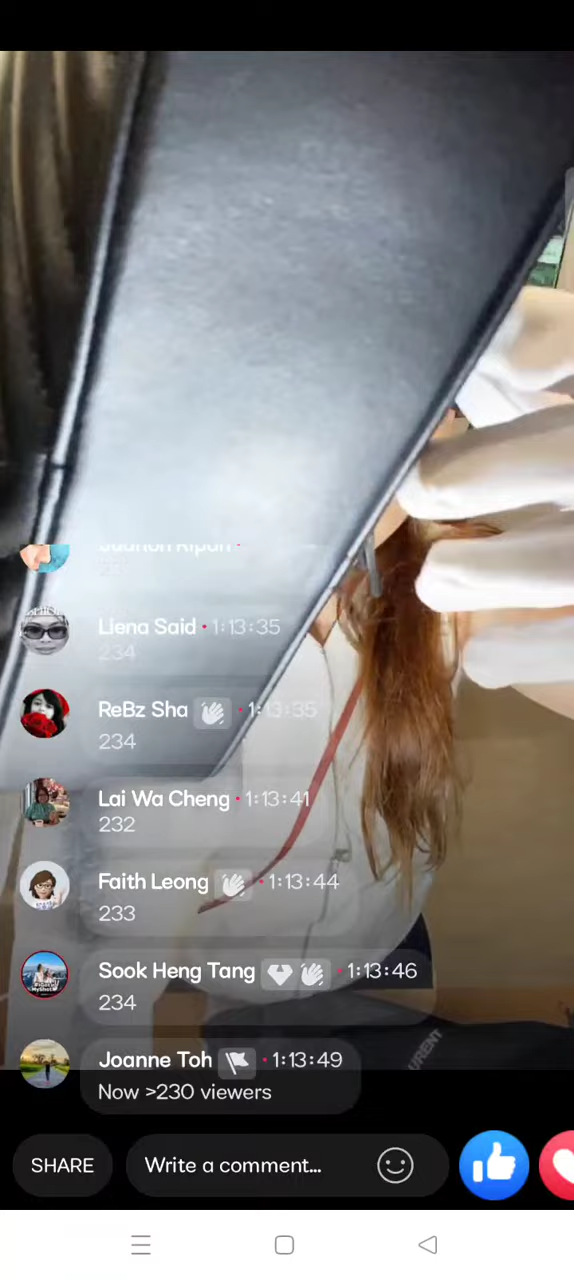 Liena Said • 1:13:35
234
ReBz Sha • 1:13:35
234
Lai Wa Cheng • 1:13:41
232
Faith Leong • 1:13:44
233
Sook Heng Tang • 1:13:46
234
Joanne Toh • 1:13:49
Now >230 viewers
URENT
SHARE
Write a comment...